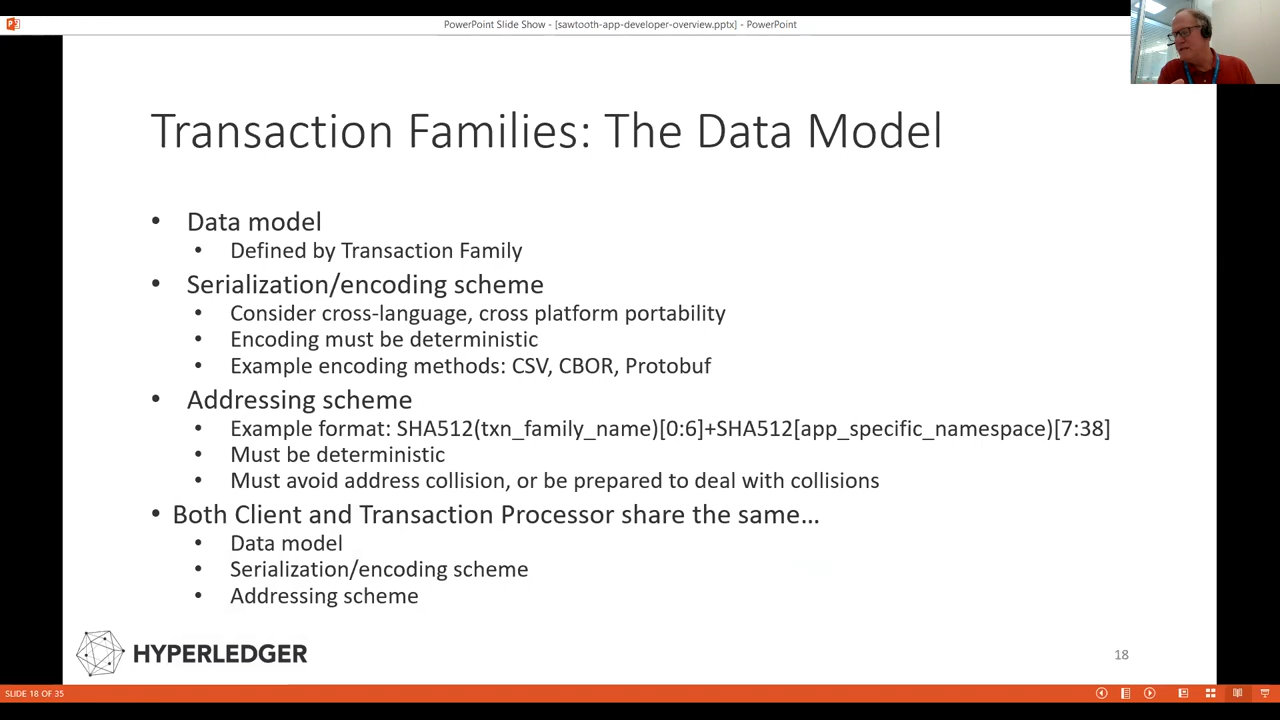 PowerPoint Slide Show - [sawtooth-app-developer-overview.pptx] - PowerPoint
Transaction Families: The Data Model
• Data model
• Defined by Transaction Family
• Serialization/encoding scheme
• Consider cross-language, cross platform portability
• Encoding must be deterministic
• Example encoding methods: CSV, CBOR, Protobuf
• Addressing scheme
• Example format: SHA512(txn_family_name)[0:6]+SHA512[app_specific_namespace)[7:38]
• Must be deterministic
• Must avoid address collision, or be prepared to deal with collisions
• Both Client and Transaction Processor share the same…
• Data model
• Serialization/encoding scheme
• Addressing scheme
HYPERLEDGER
18
SLIDE 18 OF 35